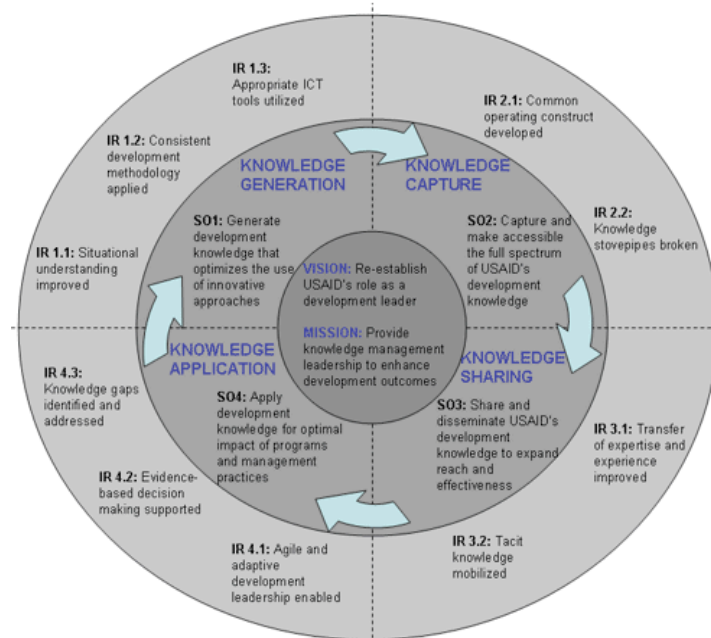 IR 1.3:
Appropriate ICT
tools utilized
IR 2.1: Common
operating construct
developed
IR 1.2: Consistent
development
methodology
applied
KNOWLEDGE
GENERATION
KNOWLEDGE
CAPTURE
IR 1.1: Situational
understanding
improved
SO1: Generate
development
knowledge that
optimizes the use
of innovative
approaches
SO2: Capture and
make accessible
the full spectrum
of USAID's
development
knowledge
IR 2.2:
Knowledge
stovepipes broken
VISION: Re-establish
USAID's role as a
development leader
MISSION: Provide
knowledge management
leadership to enhance
development outcomes
KNOWLEDGE
APPLICATION
KNOWLEDGE
SHARING
IR 4.3:
Knowledge gaps
identified and
addressed
SO4: Apply
development
knowledge for optimal
impact of programs
and management
practices
SO3: Share and
disseminate USAID's
development
knowledge to expand
reach and
effectiveness
IR 3.1: Transfer
of expertise and
experience
improved
IR 4.2: Evidence-
based decision
making supported
IR 4.1: Agile and
adaptive
development
leadership enabled
IR 3.2: Tacit
knowledge
mobilized